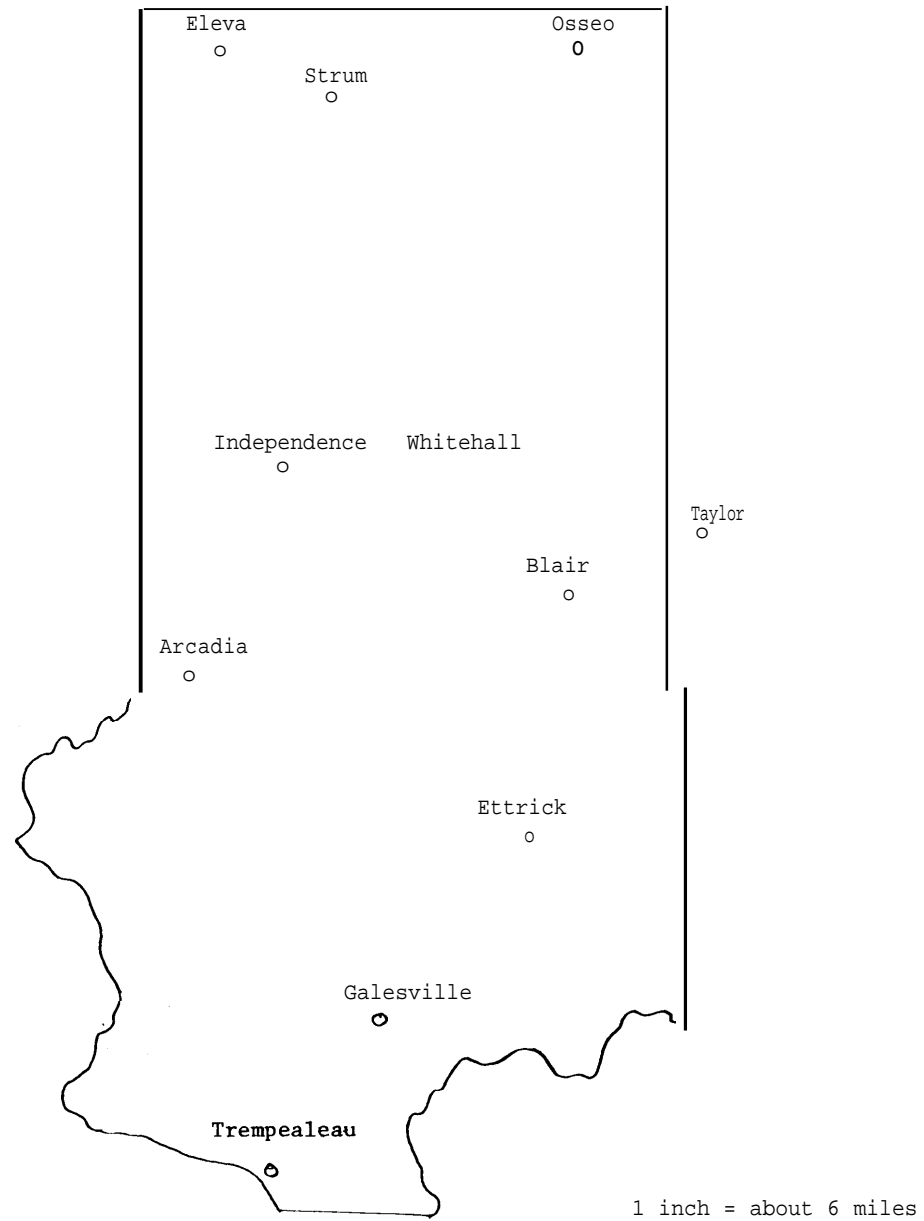 Eleva
Osseo
Strum
Independence
Whitehall
Taylor
Blair
Arcadia
Ettrick
Galesville
Trempealeau
1 inch = about 6 miles